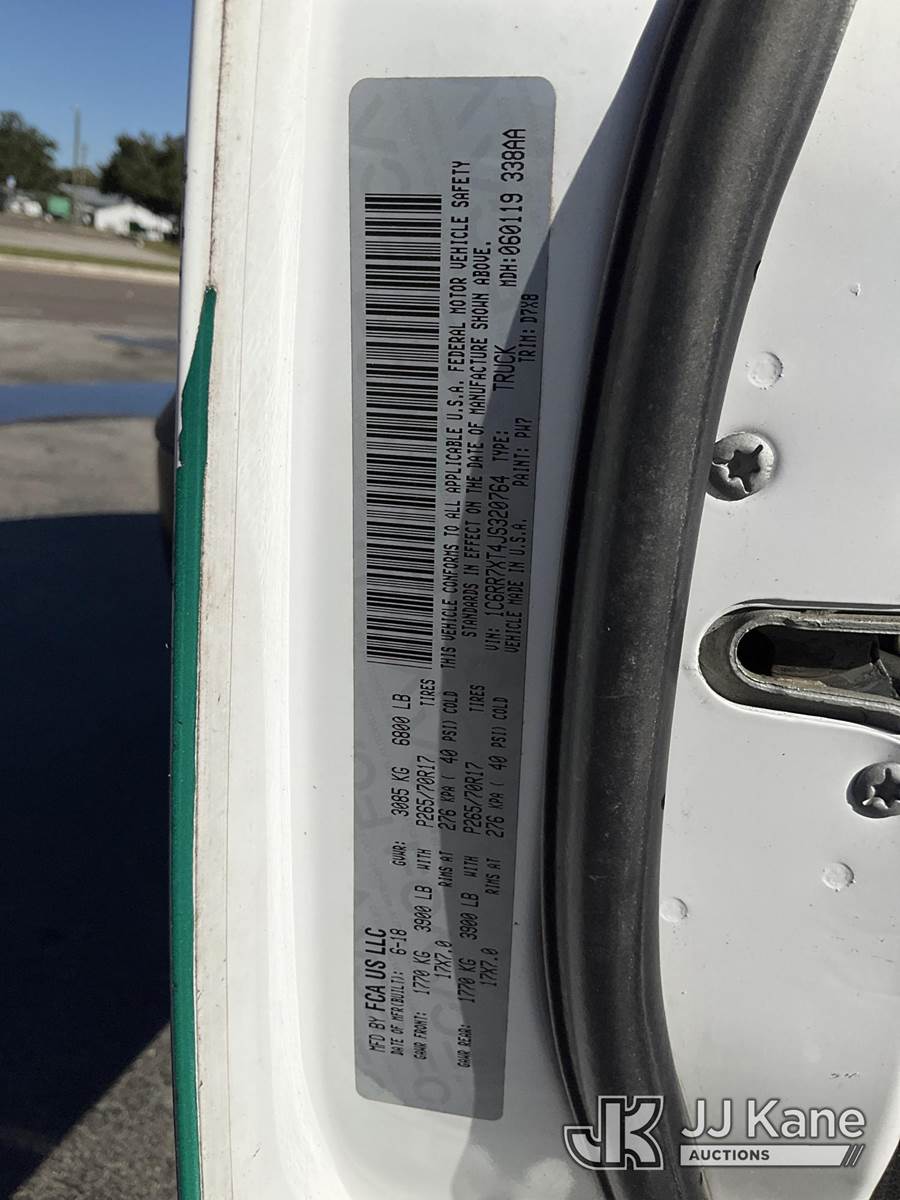 MFD BY FCA US LLC
DATE OF MFR(BUILT): 6-18 GVWR: 3085 KG 6800 LB
GAWR FRONT: 1770 KG 3900 LB WITH P265/70R17 TIRES
17X7.0 RIMS AT 276 KPA ( 40 PSI) COLD
GAWR REAR: 1770 KG 3900 LB WITH P265/70R17 TIRES
17X7.0 RIMS AT 276 KPA ( 40 PSI) COLD
THIS VEHICLE CONFORMS TO ALL APPLICABLE U.S.A. FEDERAL MOTOR VEHICLE SAFETY
STANDARDS IN EFFECT ON THE DATE OF MANUFACTURE SHOWN ABOVE.
VIN: 1C6RR7XT4JS320764 TYPE: TRUCK MDH:060119 338AA
VEHICLE MADE IN U.S.A. PAINT: PW7 TRIM: D7X8
JK JJ Kane
AUCTIONS